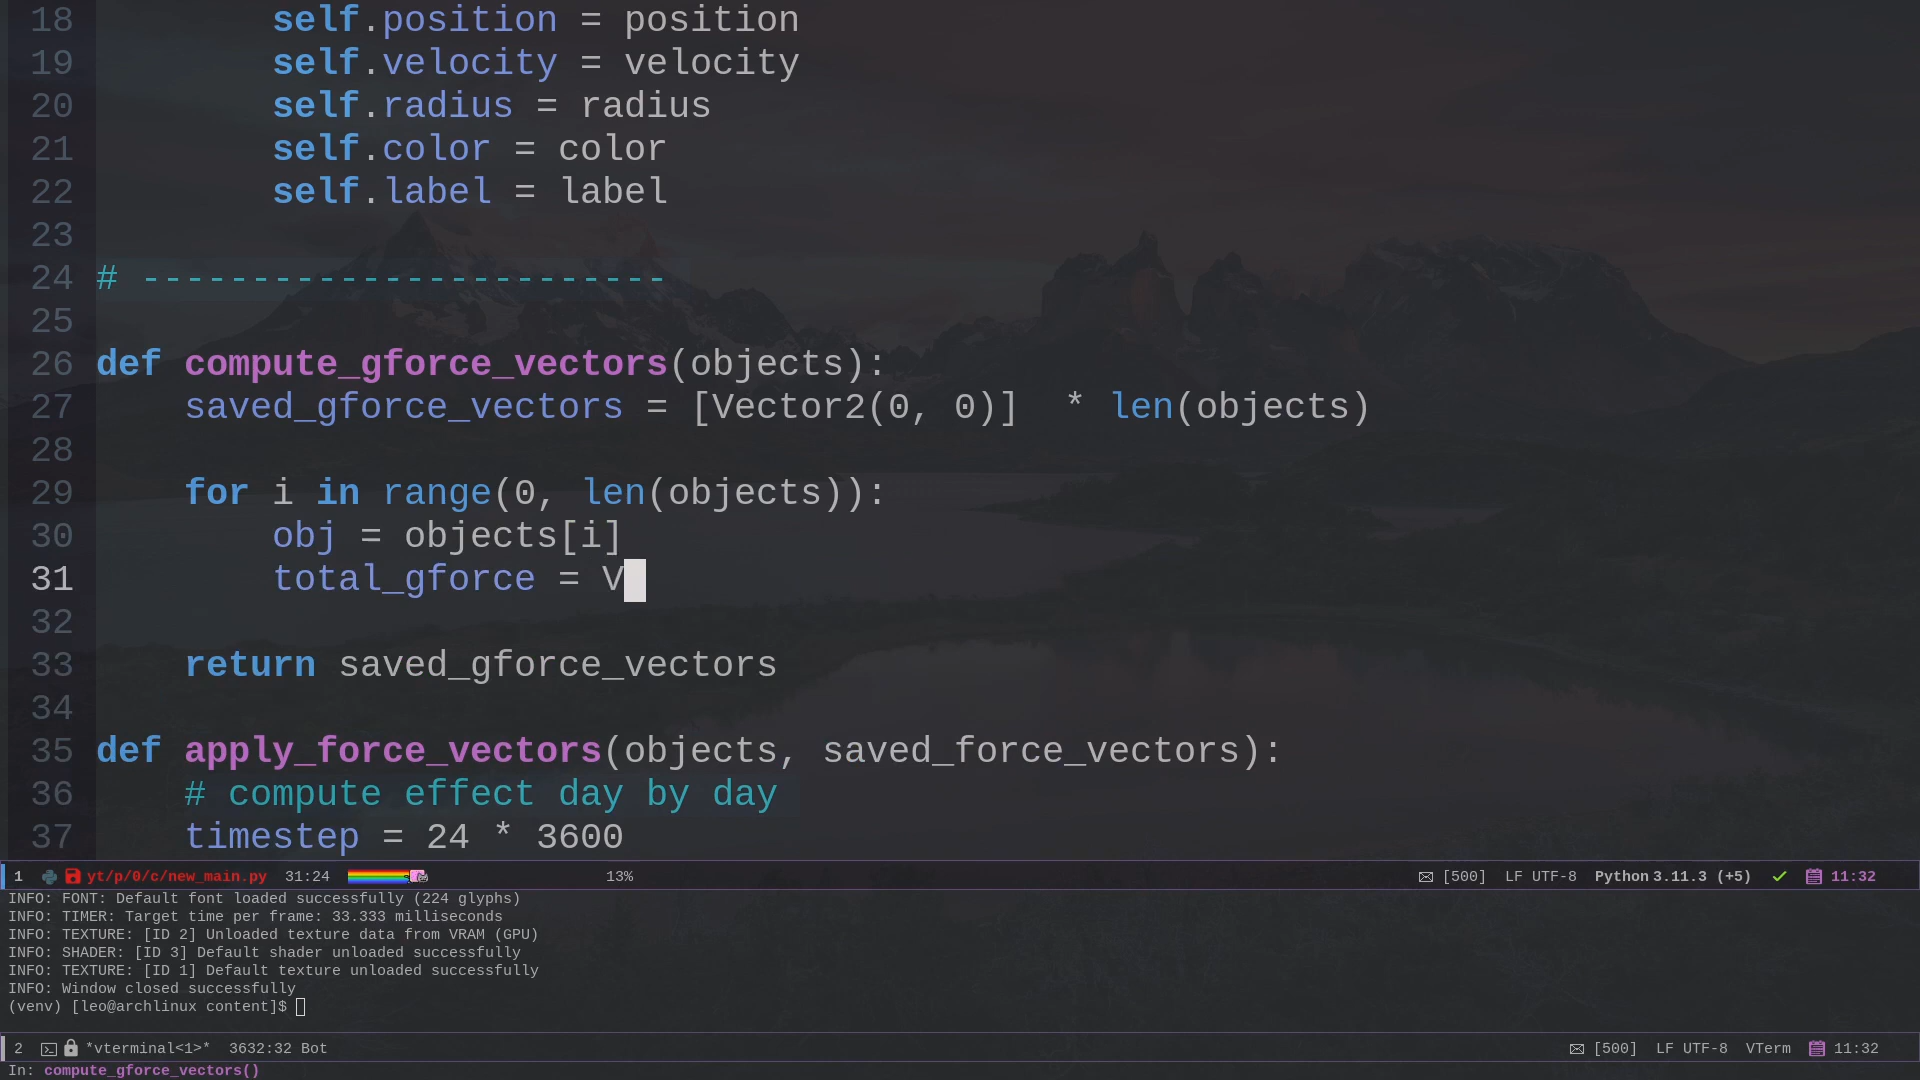 18 self.position = position
19 self.velocity = velocity
20 self.radius = radius
21 self.color = color
22 self.label = label
23
24 # ------------------------
25
26 def compute_gforce_vectors(objects):
27 saved_gforce_vectors = [Vector2(0, 0)]  * len(objects)
28
29 for i in range(0, len(objects)):
30 obj = objects[i]
31 total_gforce = V
32
33 return saved_gforce_vectors
34
35 def apply_force_vectors(objects, saved_force_vectors):
36 # compute effect day by day
37 timestep = 24 * 3600
1 yt/p/0/c/new_main.py 31:24 13% [500] LF UTF-8 Python 3.11.3 (+5) 11:32
INFO: FONT: Default font loaded successfully (224 glyphs)
INFO: TIMER: Target time per frame: 33.333 milliseconds
INFO: TEXTURE: [ID 2] Unloaded texture data from VRAM (GPU)
INFO: SHADER: [ID 3] Default shader unloaded successfully
INFO: TEXTURE: [ID 1] Default texture unloaded successfully
INFO: Window closed successfully
(venv) [leo@archlinux content]$
2 *vterminal<1>* 3632:32 Bot [500] LF UTF-8 VTerm 11:32
In: compute_gforce_vectors()